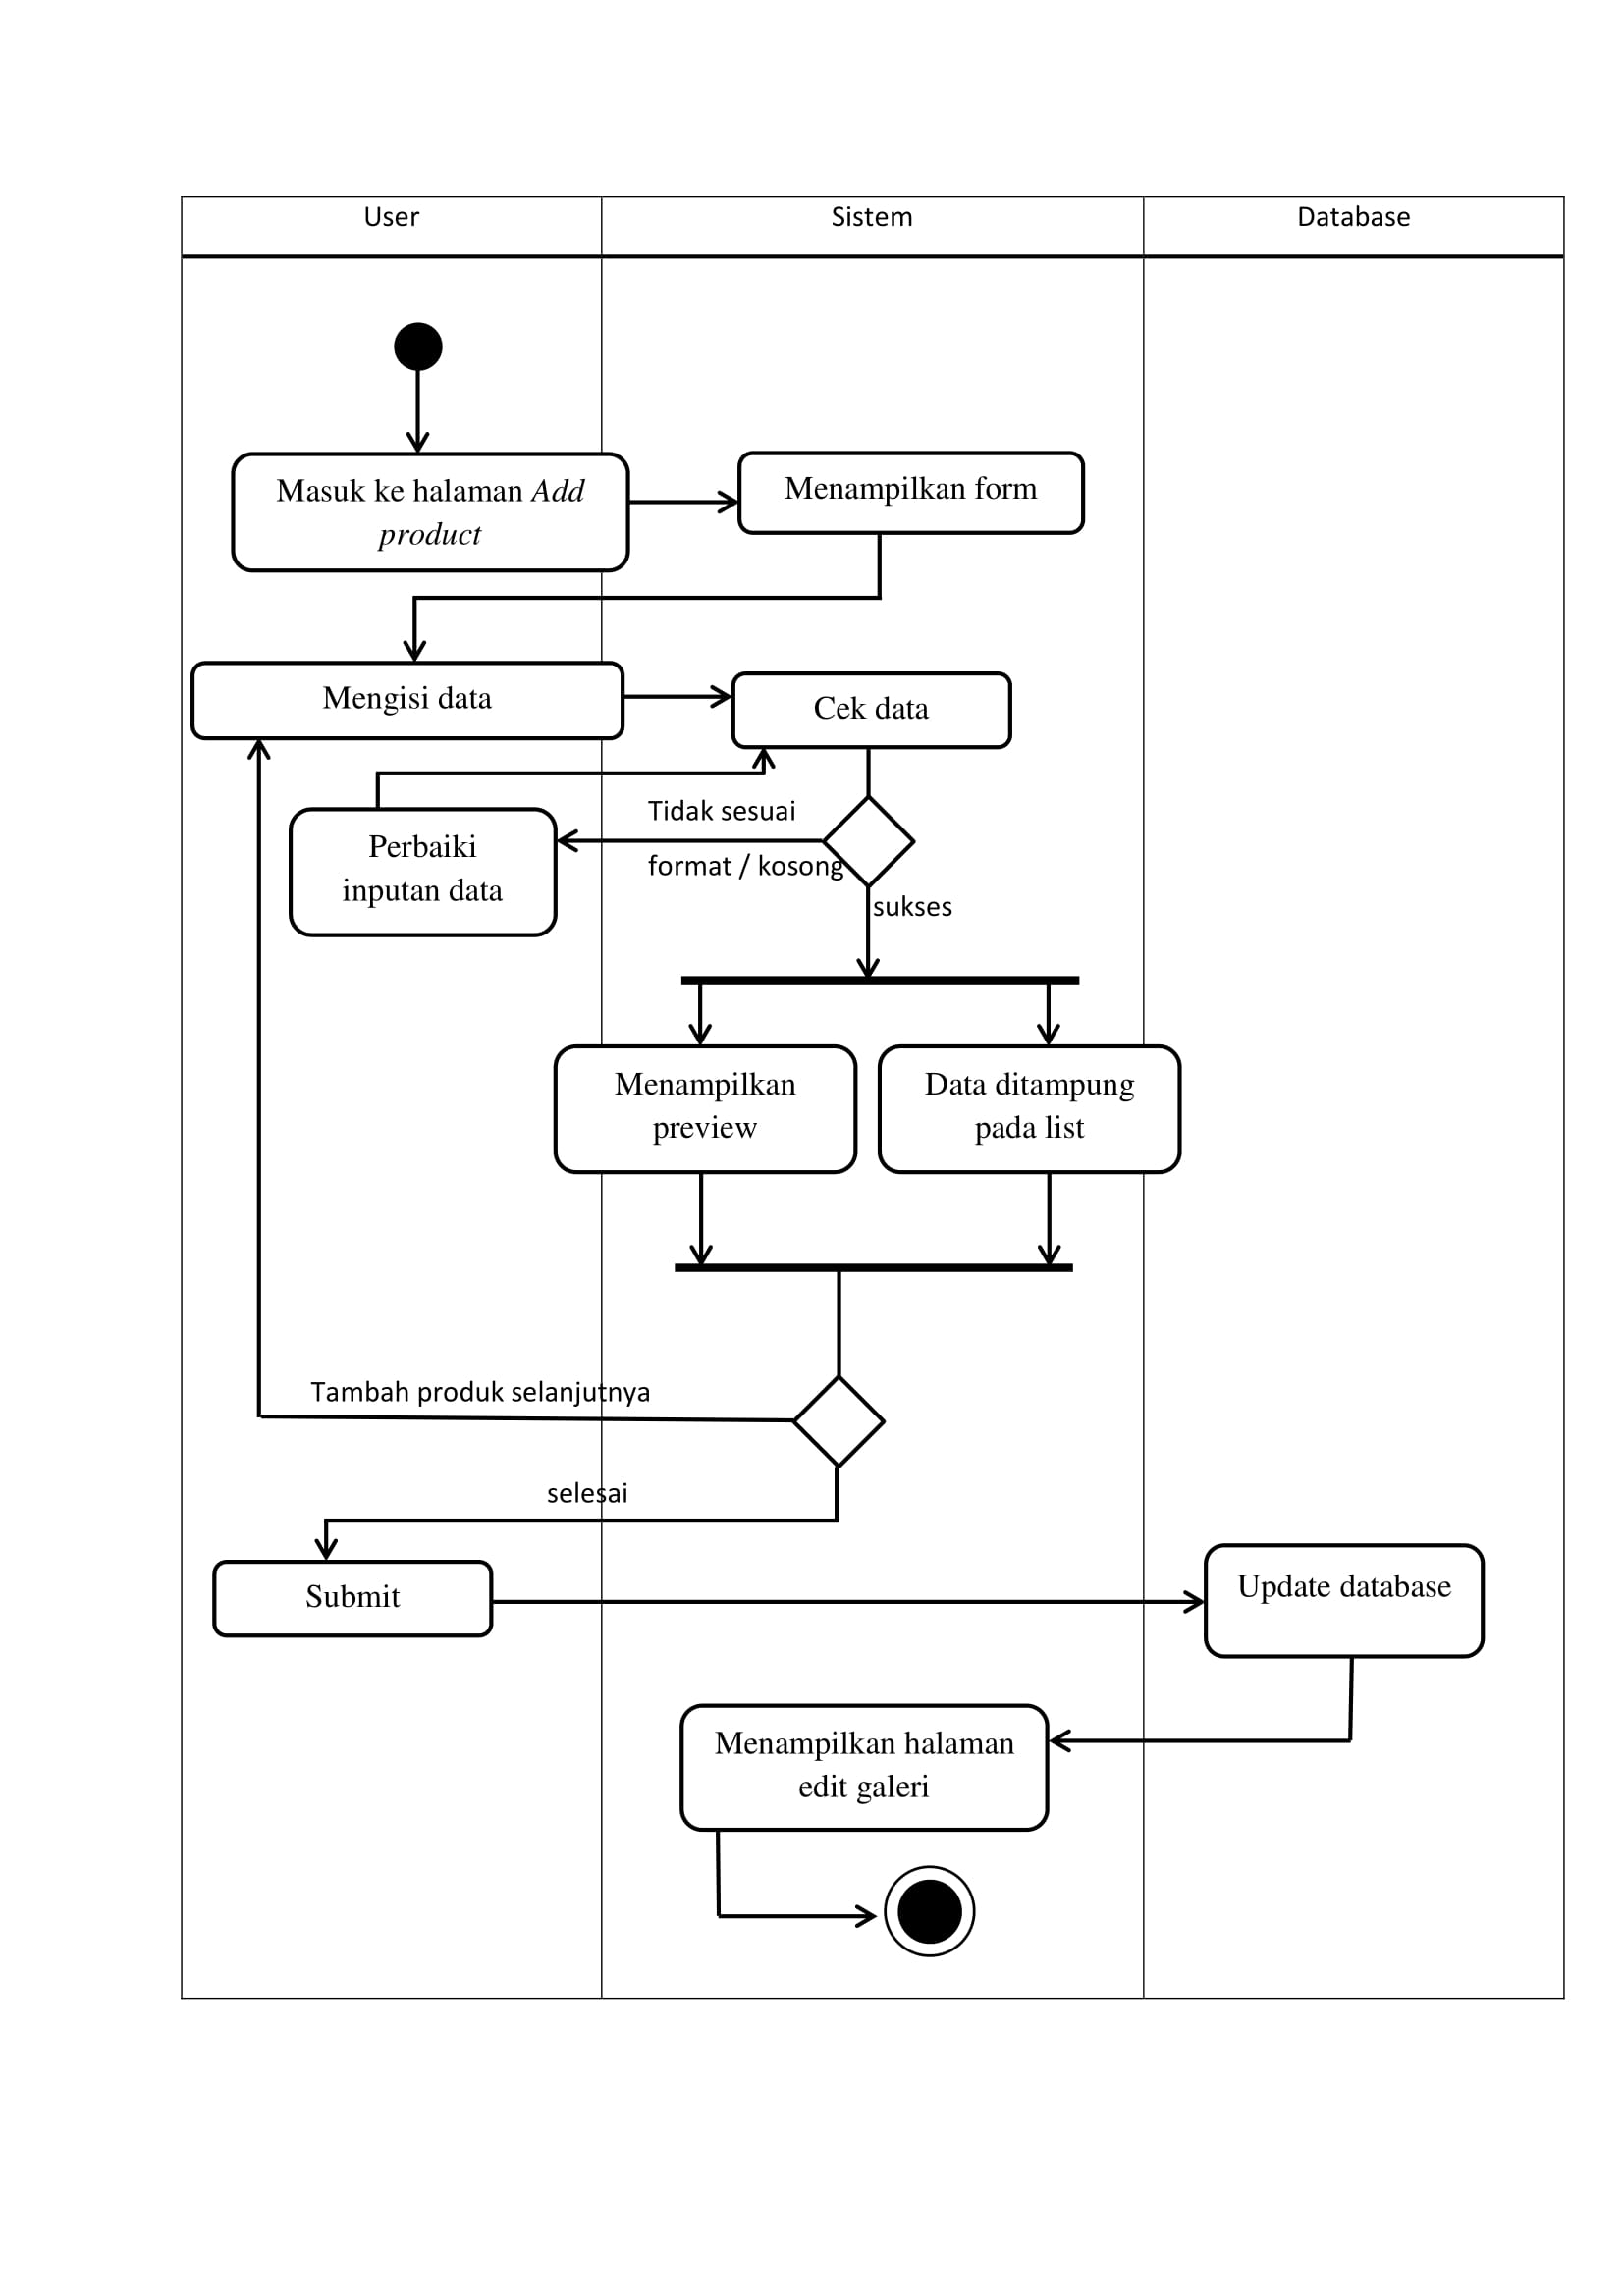 User
Sistem
Database
Masuk ke halaman Add
product
Menampilkan form
Mengisi data
Cek data
Perbaiki
inputan data
Tidak sesuai
format / kosong
sukses
Menampilkan
preview
Data ditampung
pada list
Tambah produk selanjutnya
selesai
Submit
Update database
Menampilkan halaman
edit galeri